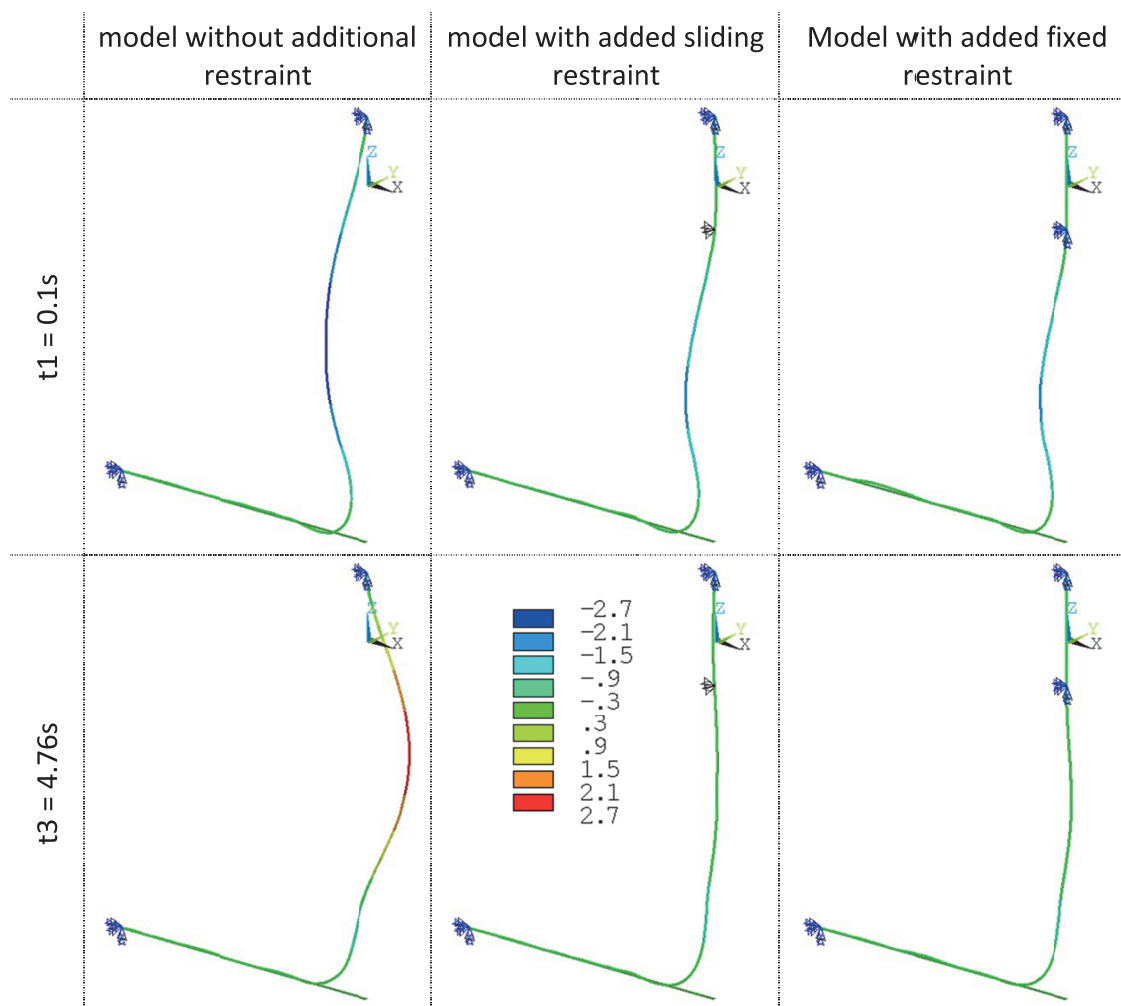 model without additional
restraint
model with added sliding
restraint
Model with added fixed
restraint
t1 = 0.1s
Z
Y
X
Z
Y
X
Z
Y
X
t3 = 4.76s
Z
Y
X
-2.7
-2.1
-1.5
-.9
-.3
.3
.9
1.5
2.1
2.7
Z
Y
X
Z
Y
X